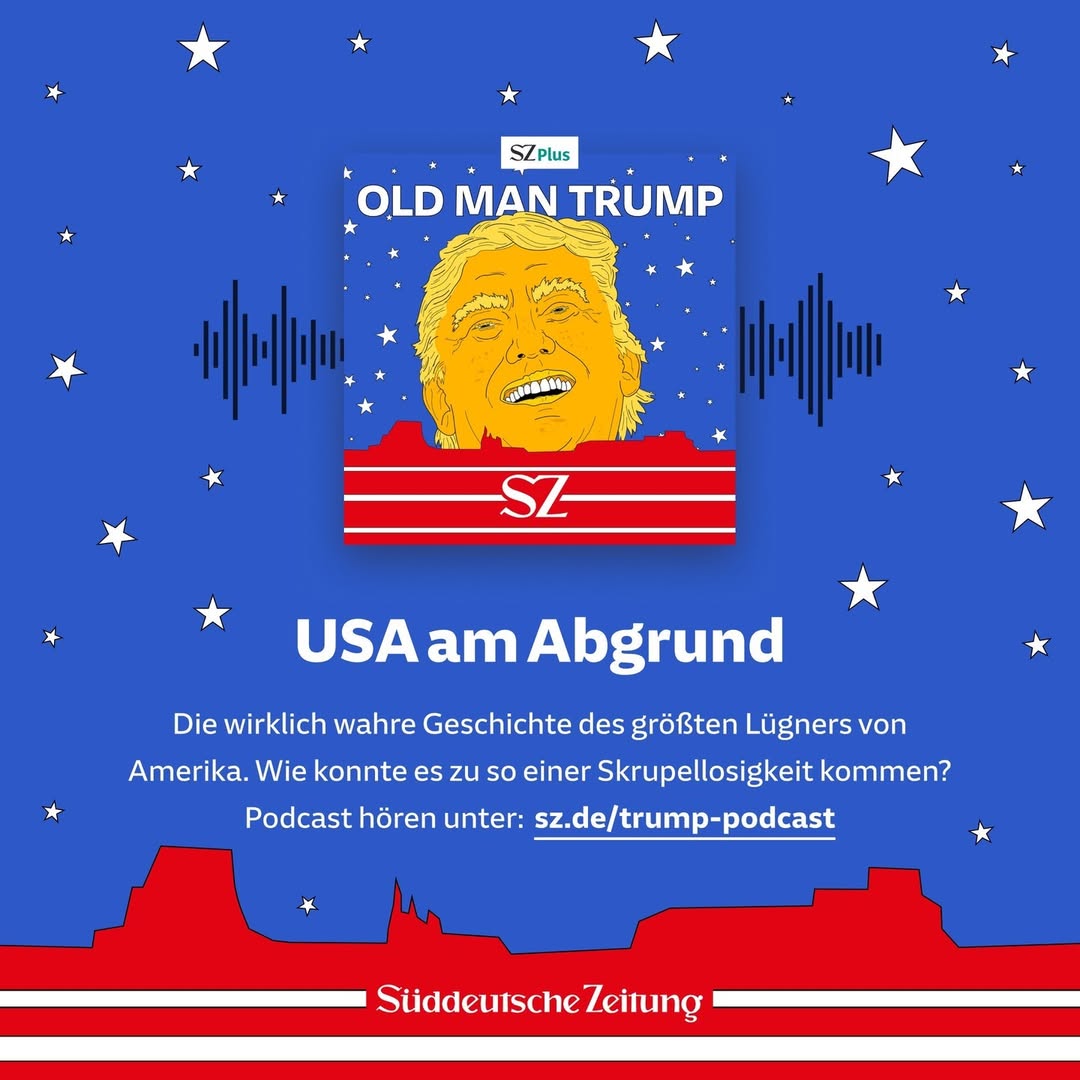 SZ Plus
OLD MAN TRUMP
SZ
USA am Abgrund
Die wirklich wahre Geschichte des größten Lügners von
Amerika. Wie konnte es zu so einer Skrupellosigkeit kommen?
Podcast hören unter: sz.de/trump-podcast
Süddeutsche Zeitung